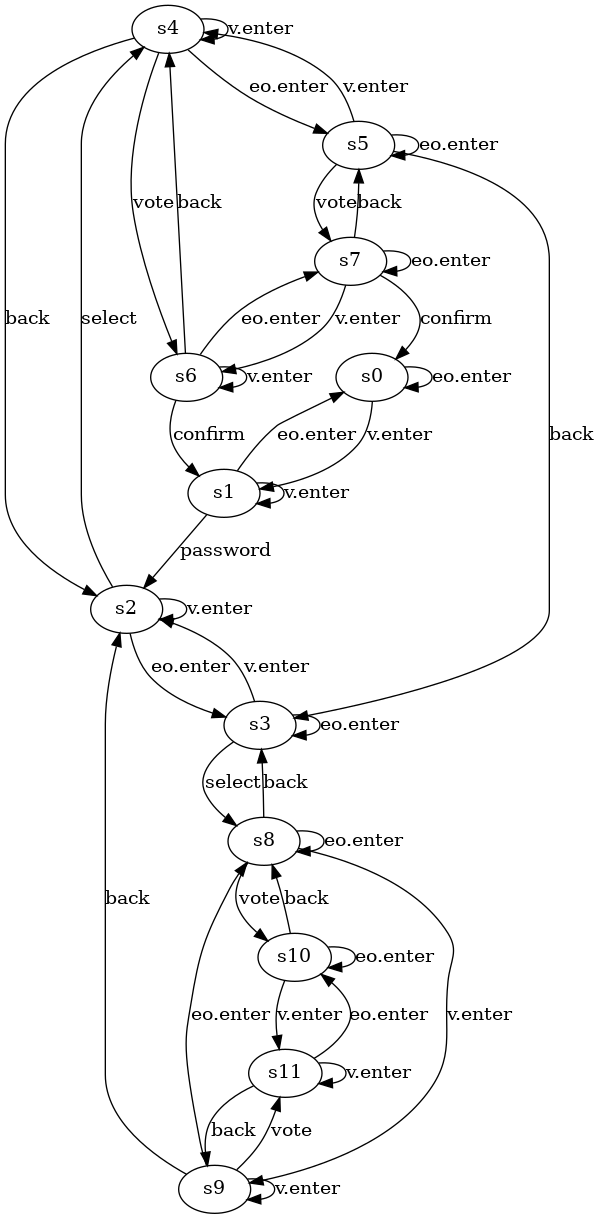 s4
v.enter
eo.enter
v.enter
s5
eo.enter
vote
back
vote
back
s7
eo.enter
back
select
eo.enter
v.enter
confirm
s6
v.enter
s0
eo.enter
confirm
eo.enter
v.enter
back
s1
v.enter
password
s2
v.enter
eo.enter
v.enter
s3
eo.enter
select
back
s8
eo.enter
back
vote
back
s10
eo.enter
eo.enter
v.enter
eo.enter
v.enter
s11
v.enter
back
vote
s9
v.enter